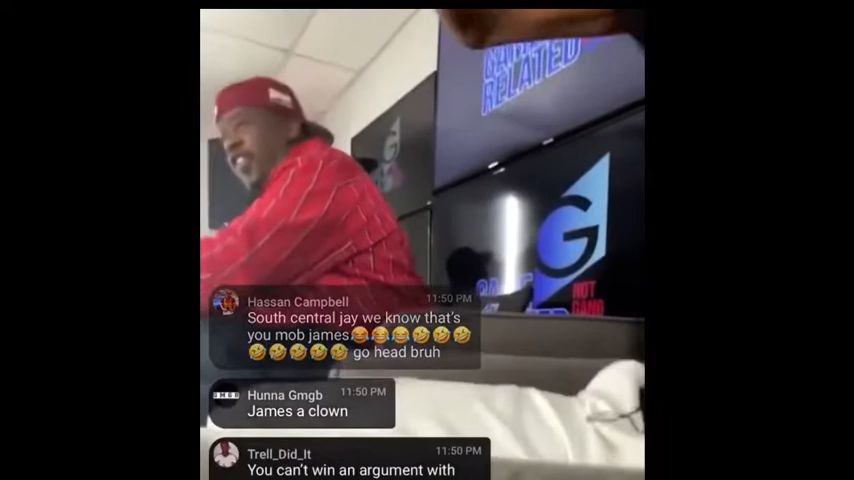 GAME
RELATED
G
NOT
GANG
Hassan Campbell 11:50 PM
South central jay we know that's
you mob james😂😂😂🤣🤣🤣
🤣🤣🤣🤣🤣 go head bruh
Hunna Gmgb 11:50 PM
James a clown
Trell_Did_It 11:50 PM
You can't win an argument with